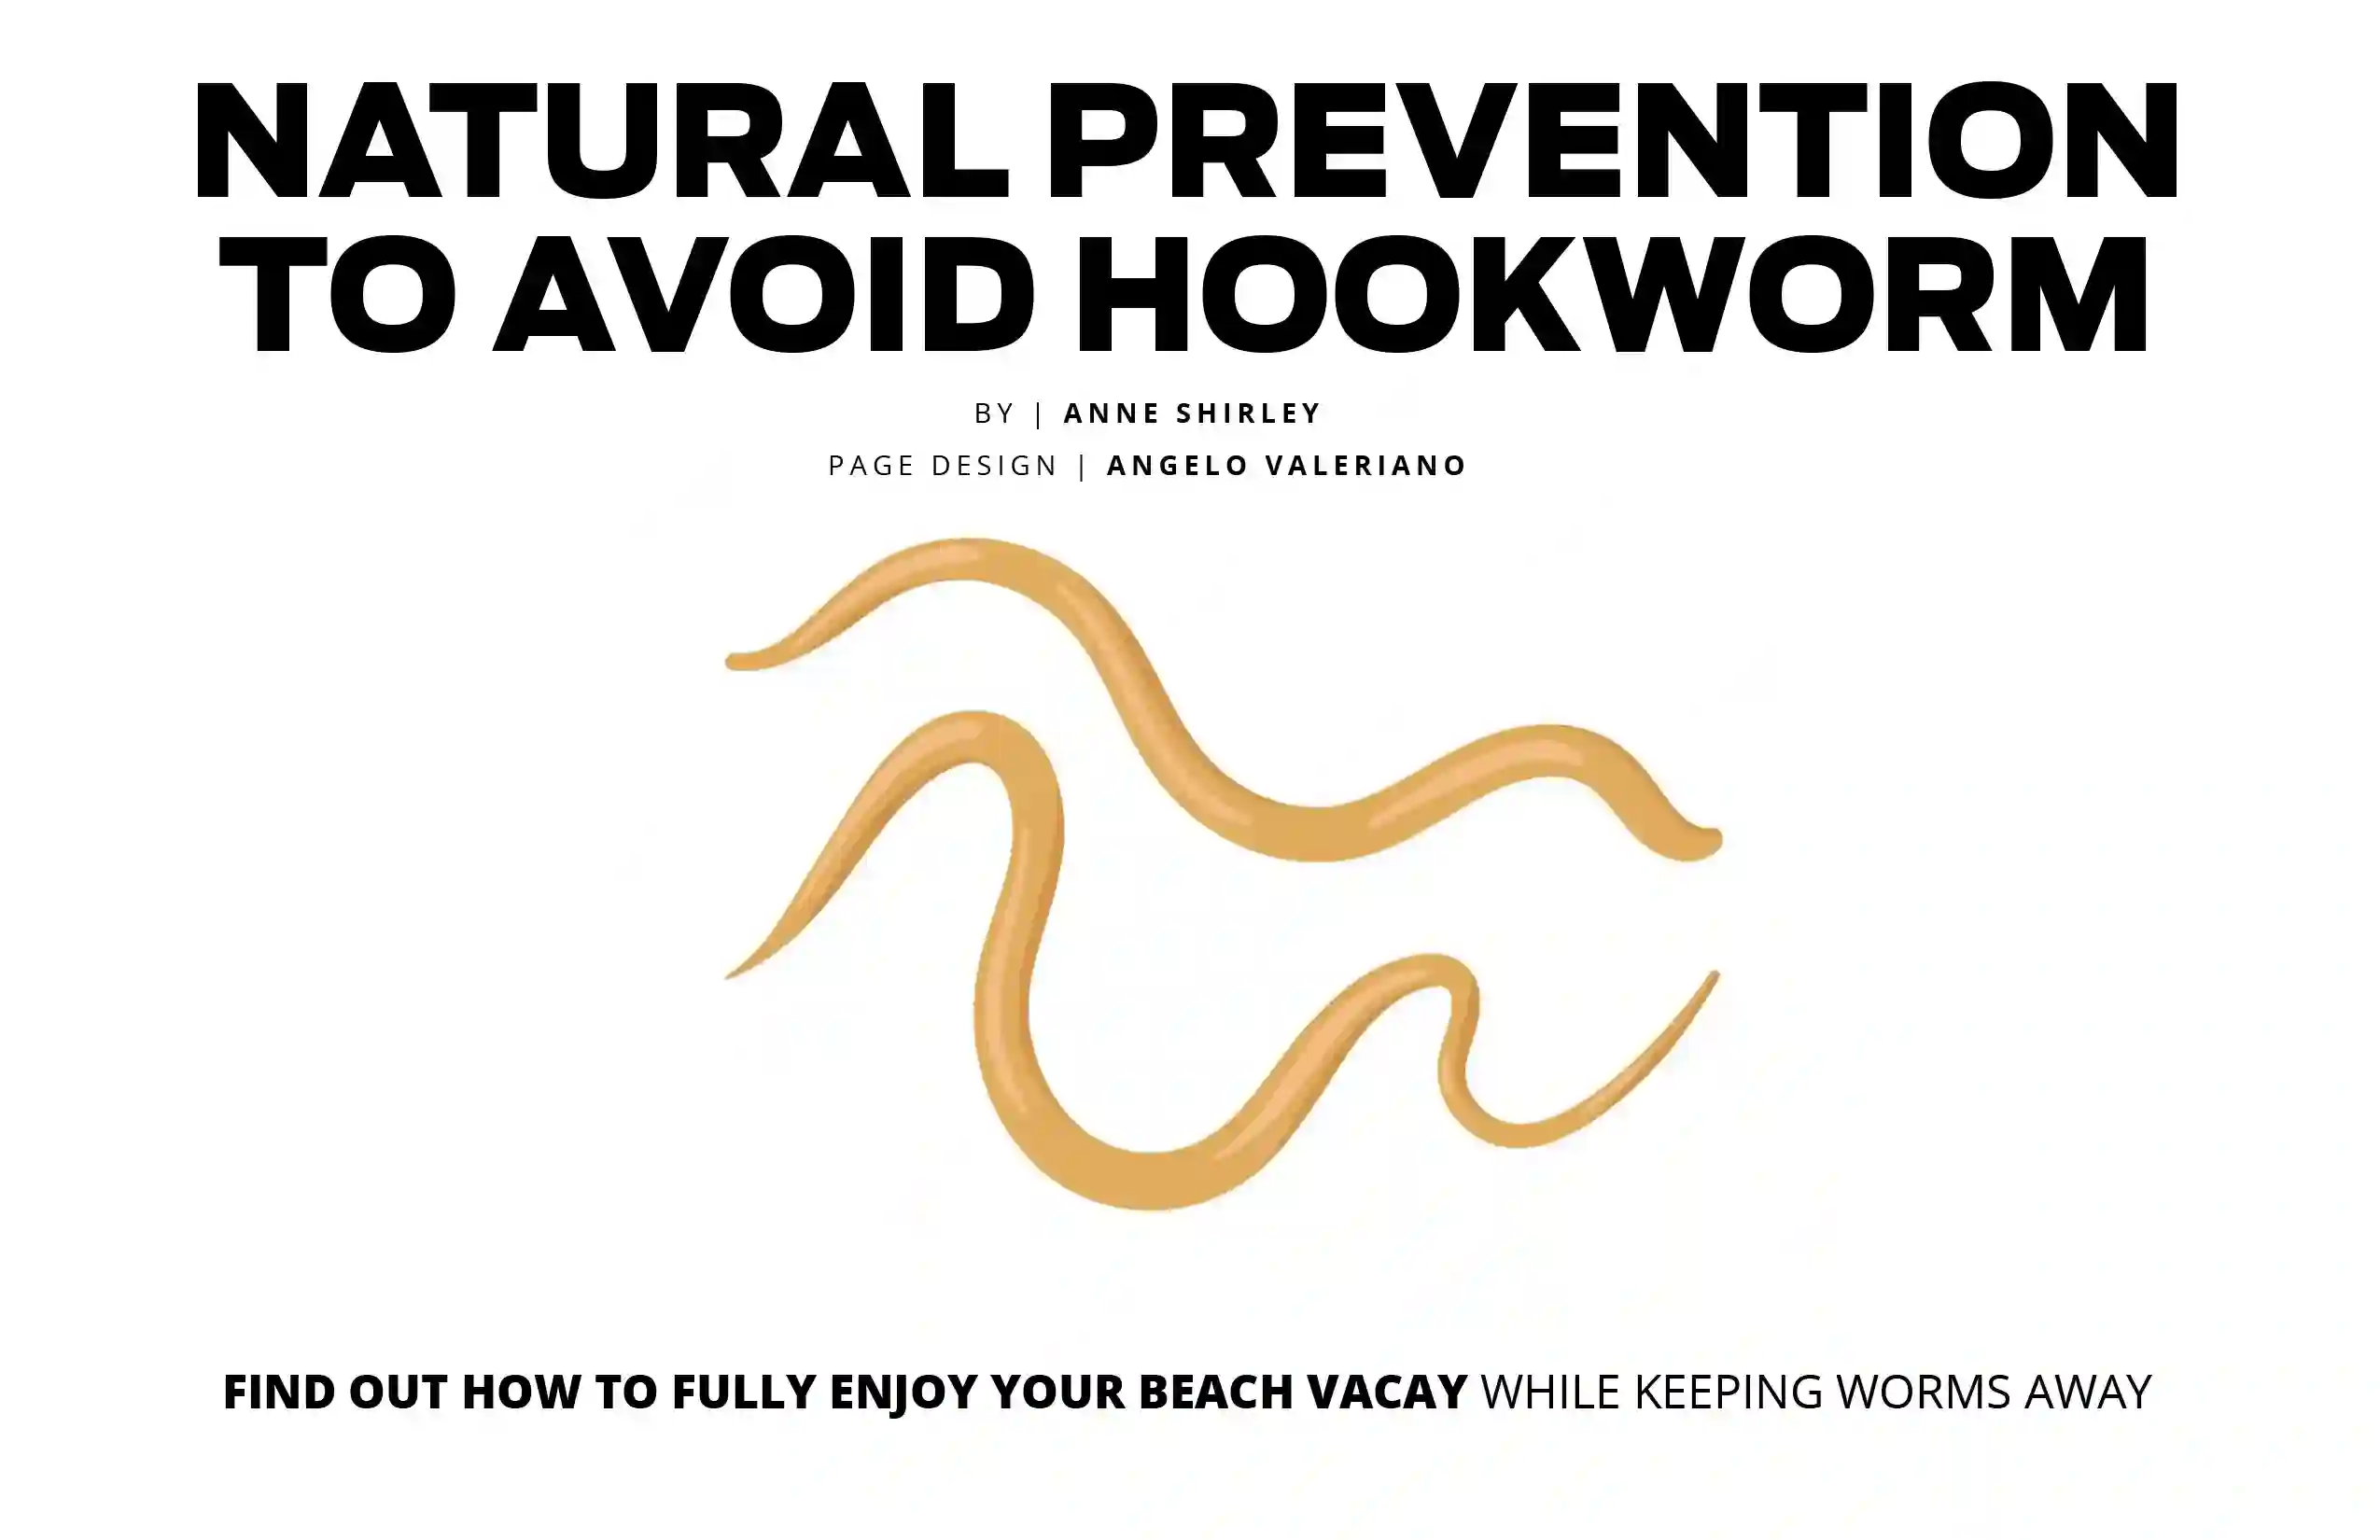 NATURAL PREVENTION
TO AVOID HOOKWORM
BY | ANNE SHIRLEY
PAGE DESIGN | ANGELO VALERIANO
FIND OUT HOW TO FULLY ENJOY YOUR BEACH VACAY WHILE KEEPING WORMS AWAY